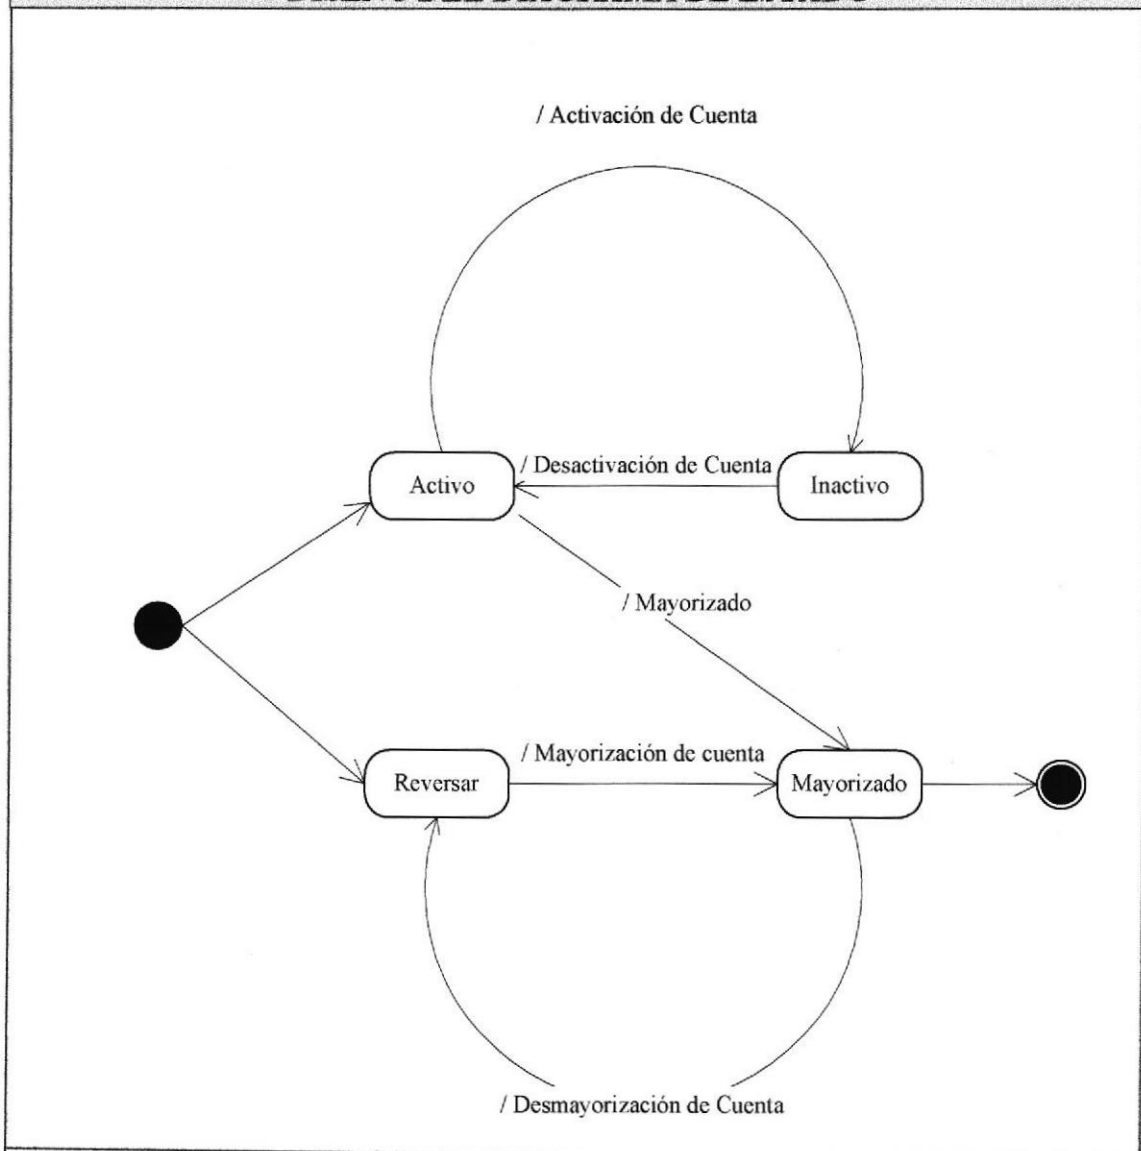 / Activación de Cuenta
/ Desactivación de Cuenta
Activo
Inactivo
/ Mayorizado
/ Mayorización de cuenta
Reversar
Mayorizado
/ Desmayorización de Cuenta